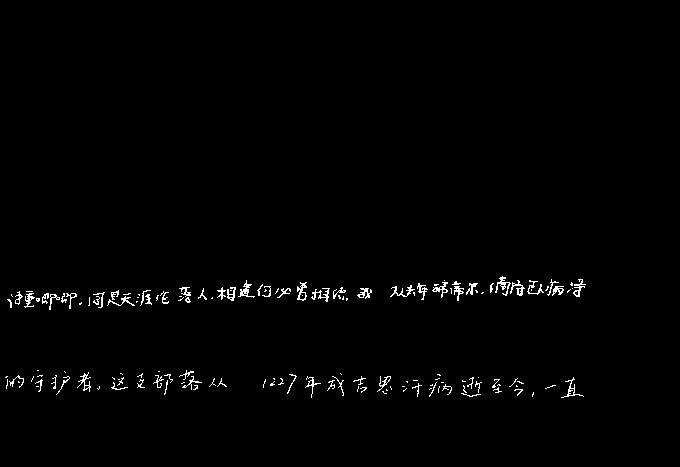 重唧唧.同是天涯伦落人.相逢何必曾相识.我 从去年辞帝京.谪居卧病浔
的守护者，这支部落从 1227年成吉思汗病逝至今，一直